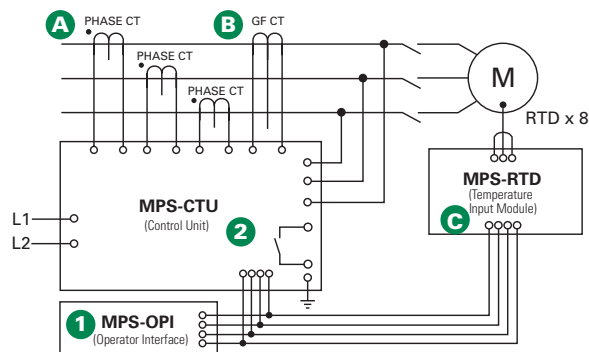 A PHASE CT
B GF CT
PHASE CT
PHASE CT
M
RTD x 8
MPS-RTD
(Temperature
Input Module)
C
MPS-CTU
(Control Unit)
2
L1
L2
1 MPS-OPI
(Operator Interface)